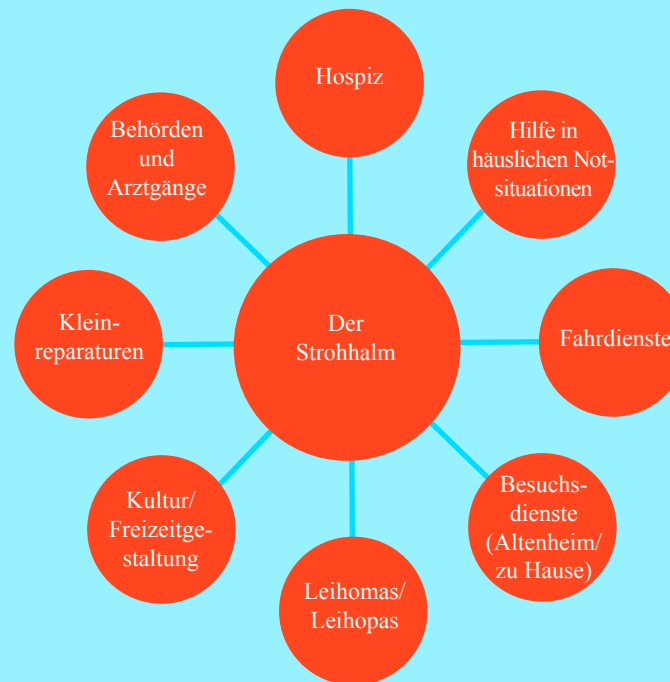 Hospiz
Hilfe in
häuslichen Not-
situationen
Fahrdienste
Besuchs-
dienste
(Altenheim/
zu Hause)
Leihomas/
Leihopas
Kultur/
Freizeitge-
staltung
Klein-
reparaturen
Behörden
und
Arztgänge
Der
Strohhalm